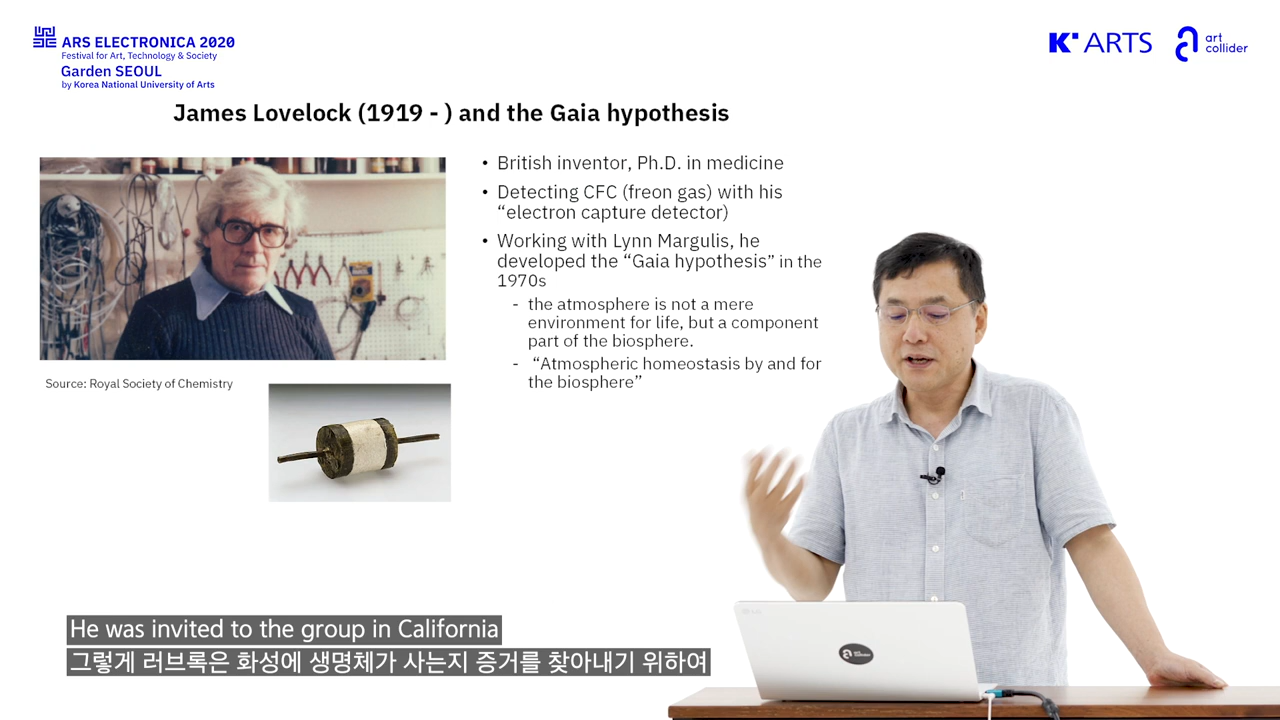 ARS ELECTRONICA 2020
Festival for Art, Technology & Society
Garden SEOUL
by Korea National University of Arts
K'ARTS
art
collider
James Lovelock (1919 - ) and the Gaia hypothesis
• British inventor, Ph.D. in medicine
• Detecting CFC (freon gas) with his
“electron capture detector)
• Working with Lynn Margulis, he
developed the “Gaia hypothesis” in the
1970s
- the atmosphere is not a mere
environment for life, but a component
part of the biosphere.
- “Atmospheric homeostasis by and for
the biosphere”
Source: Royal Society of Chemistry
art
collider
He was invited to the group in California
그렇게 러브록은 화성에 생명체가 사는지 증거를 찾아내기 위하여